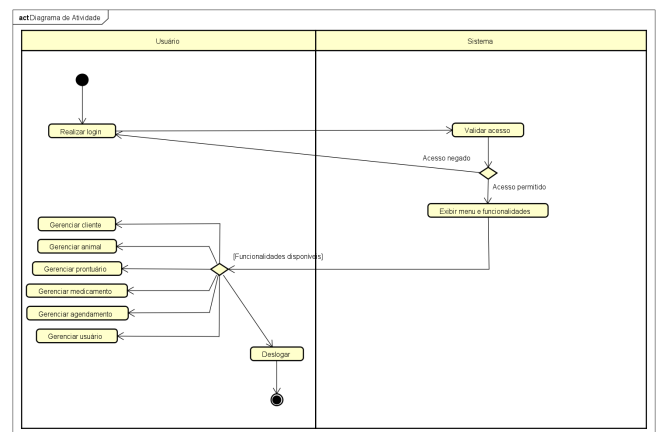 act Diagrama de Atividade
Usuário
Sistema
Realizar login
Validar acesso
Acesso negado
Acesso permitido
Exibir menu e funcionalidades
Gerenciar cliente
Gerenciar animal
[Funcionalidades disponíveis]
Gerenciar prontuário
Gerenciar medicamento
Gerenciar agendamento
Gerenciar usuário
Deslogar